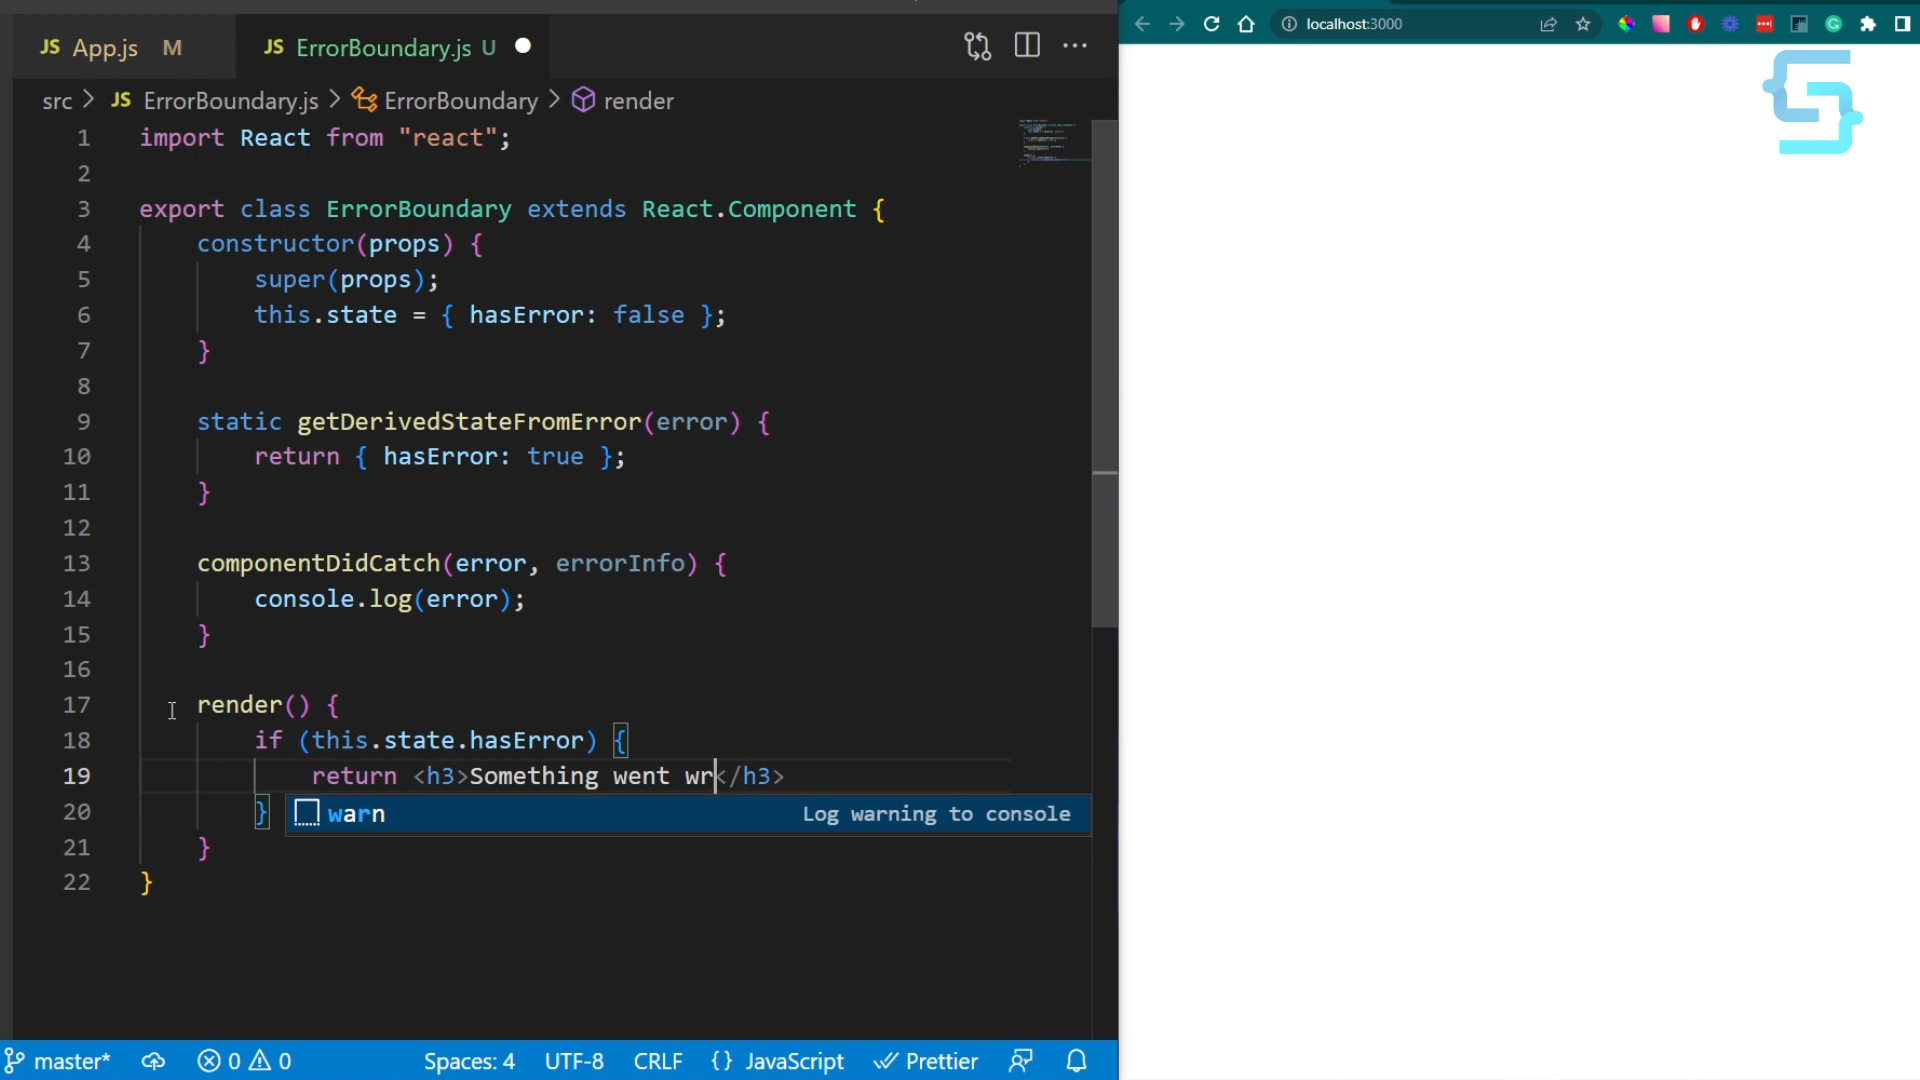 JS App.js M JS ErrorBoundary.js U
localhost:3000
src > JS ErrorBoundary.js > ErrorBoundary > render
1 import React from "react";
2
3 export class ErrorBoundary extends React.Component {
4 constructor(props) {
5 super(props);
6 this.state = { hasError: false };
7 }
8
9 static getDerivedStateFromError(error) {
10 return { hasError: true };
11 }
12
13 componentDidCatch(error, errorInfo) {
14 console.log(error);
15 }
16
17 render() {
18 if (this.state.hasError) {
19 return <h3>Something went wr</h3>
20 } warn Log warning to console
21 }
22 }
master* 0 0 Spaces: 4 UTF-8 CRLF {} JavaScript Prettier